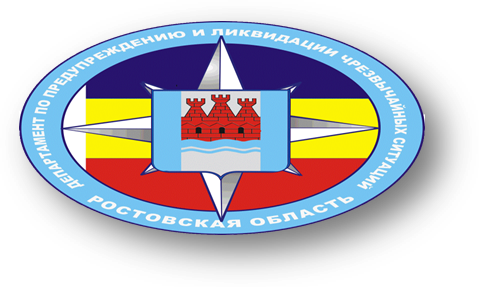 ДЕПАРТАМЕНТ ПО ПРЕДУПРЕЖДЕНИЮ И ЛИКВИДАЦИИ ЧРЕЗВЫЧАЙНЫХ СИТУАЦИЙ
РОСТОВСКАЯ ОБЛАСТЬ